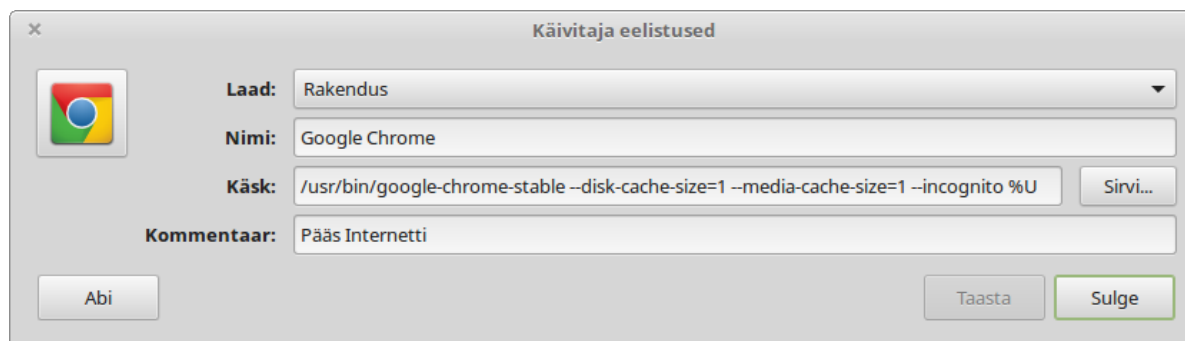 Käivitaja eelistused
Laad: Rakendus
Nimi: Google Chrome
Käsk: /usr/bin/google-chrome-stable --disk-cache-size=1 --media-cache-size=1 --incognito %U Sirvi...
Kommentaar: Pääs Internetti
Abi Taasta Sulge